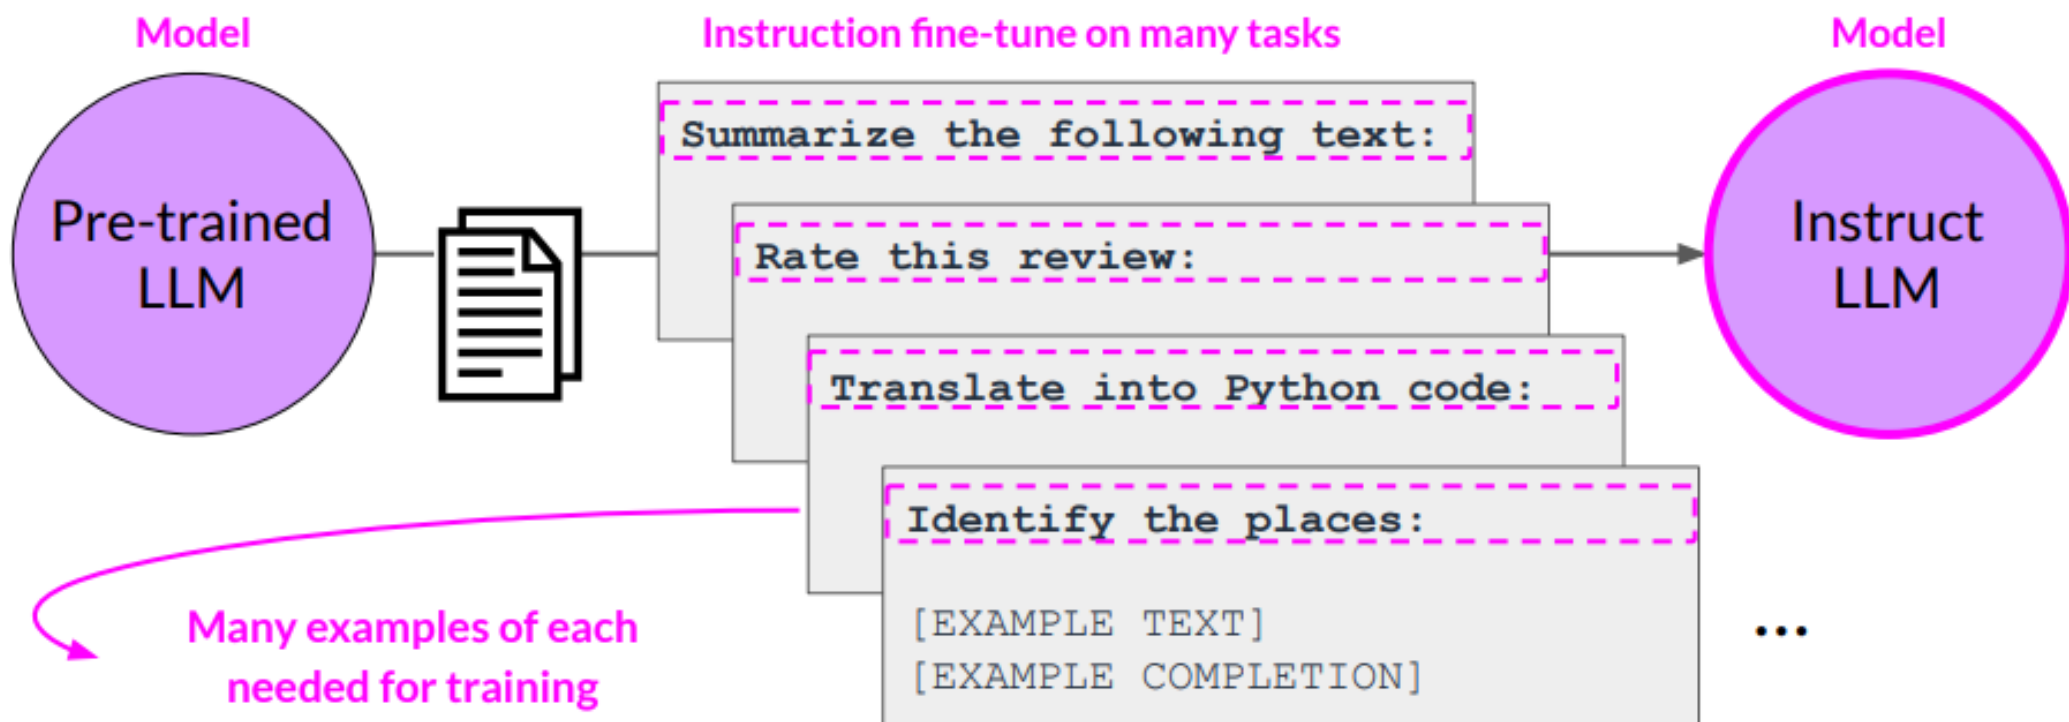 Model
Instruction fine-tune on many tasks
Model
Pre-trained
LLM
Summarize the following text:
Rate this review:
Translate into Python code:
Identify the places:
[EXAMPLE TEXT]
[EXAMPLE COMPLETION]
...
Instruct
LLM
Many examples of each
needed for training